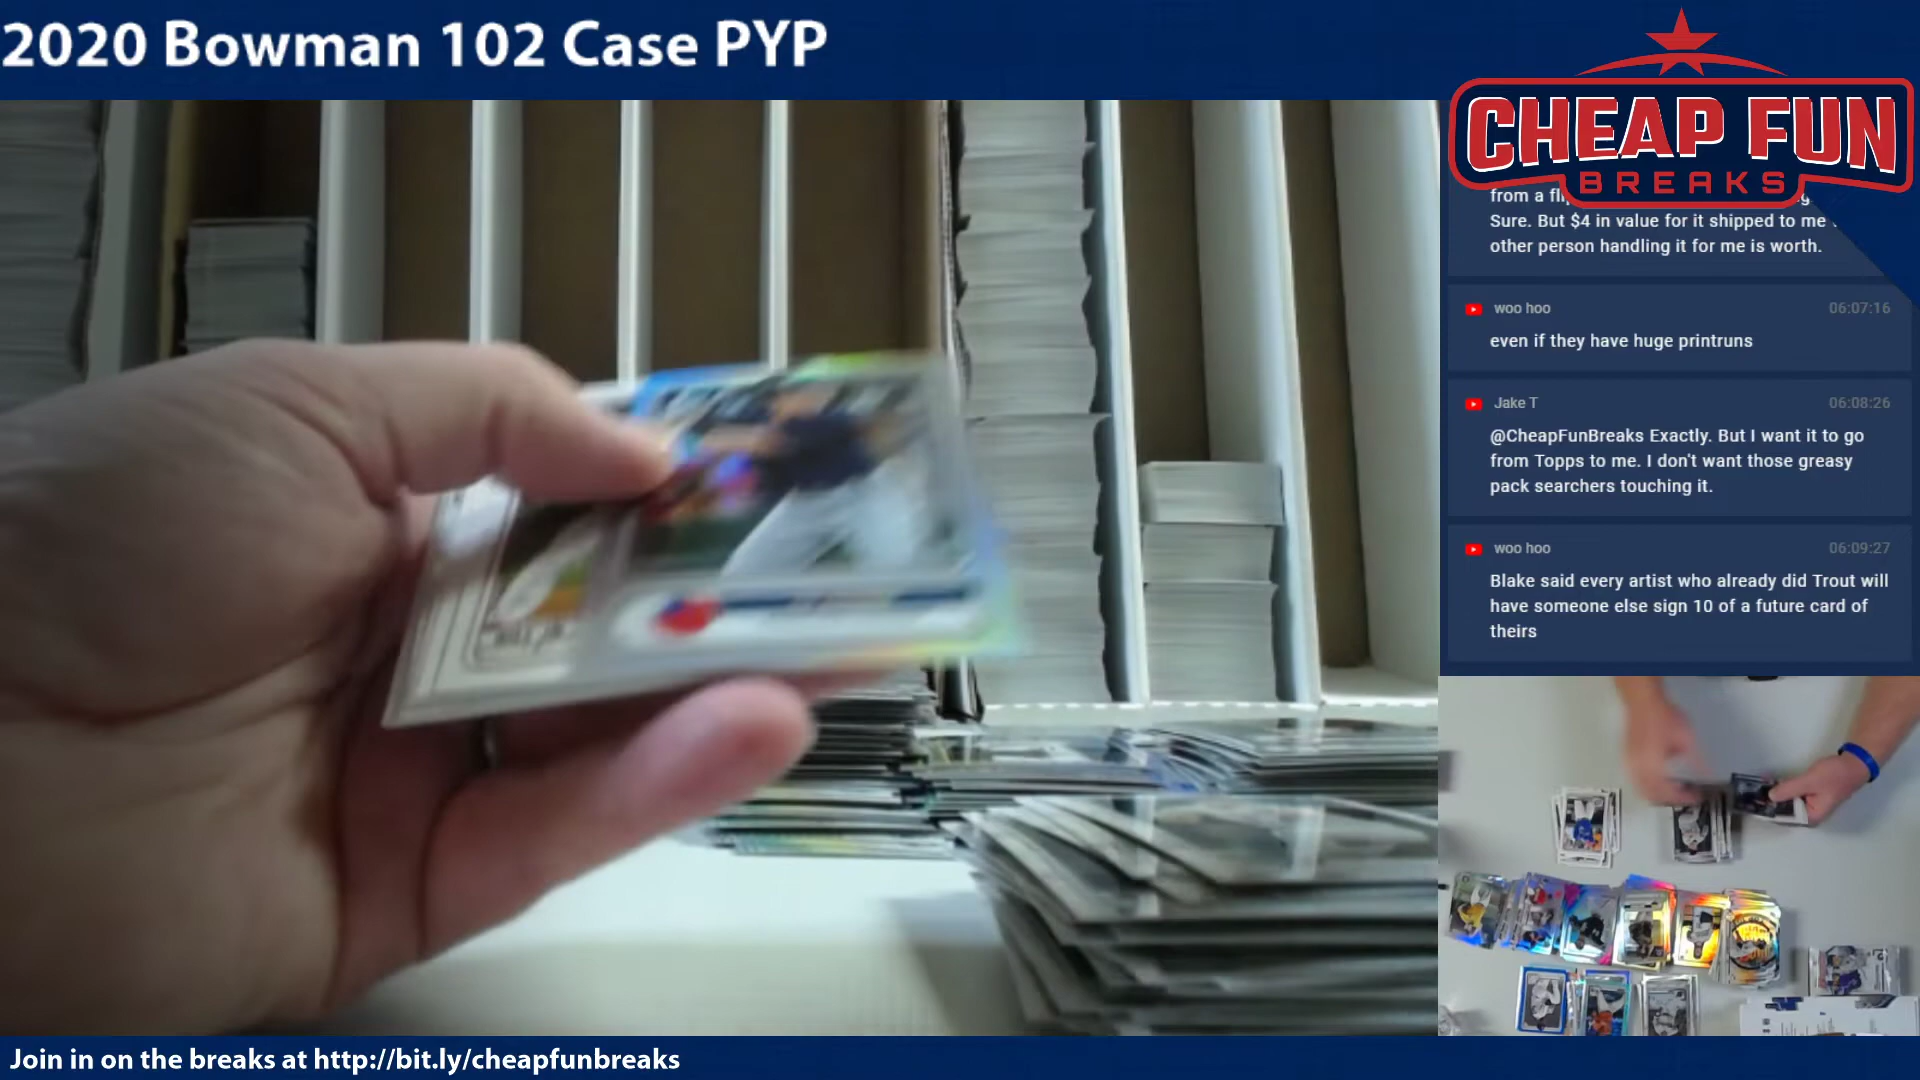 2020 Bowman 102 Case PYP
CHEAP FUN
BREAKS
from a
Sure. But $4 in value for it shipped to me
other person handling it for me is worth.
woo hoo 06:07:16
even if they have huge printruns
Jake T 06:08:26
@CheapFunBreaks Exactly. But I want it to go
from Topps to me. I don't want those greasy
pack searchers touching it.
woo hoo 06:09:27
Blake said every artist who already did Trout will
have someone else sign 10 of a future card of
theirs
Join in on the breaks at http://bit.ly/cheapfunbreaks